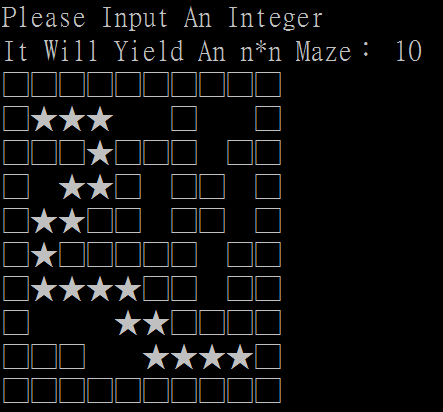 Please Input An Integer
It Will Yield An n*n Maze： 10